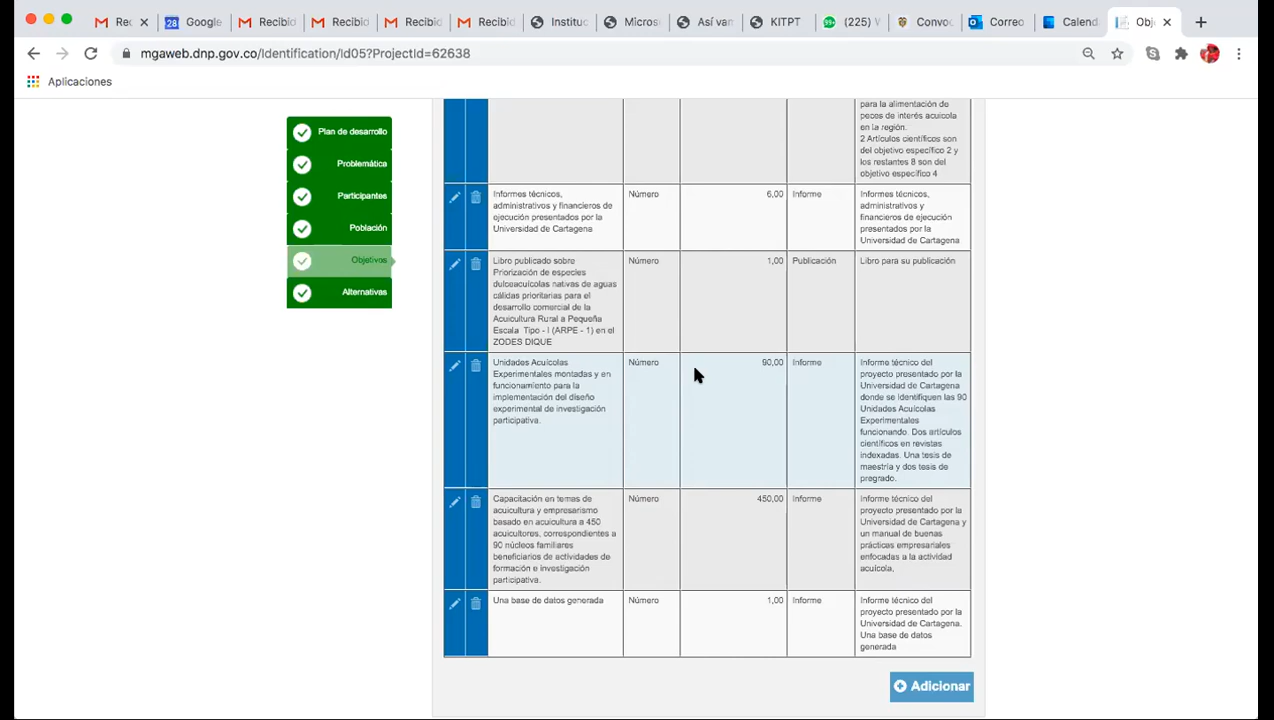 Rec
28
Google
Recibido
Recibido
Recibido
Recibid
Instituc
Micros
Así van
KITPT
99+
(225)
Convoc
Correo
Calend
Obj
mgaweb.dnp.gov.co/Identification/Id05?ProjectId=62638
Aplicaciones
Plan de desarrollo
Problemática
Participantes
Población
Objetivos
Alternativas
para la alimentación de
peces de interés acuícola
en la región.
2 Artículos científicos son
del objetivo específico 2 y
los restantes 8 son del
objetivo específico 4
Informes técnicos,
administrativos y financieros de
ejecución presentados por la
Universidad de Cartagena
Número
6,00
Informe
Informes técnicos,
administrativos y
financieros de ejecución
presentados por la
Universidad de Cartagena
Libro publicado sobre
Priorización de especies
dulceacuícolas nativas de aguas
cálidas prioritarias para el
desarrollo comercial de la
Acuicultura Rural a Pequeña
Escala Tipo - I (ARPE - 1) en el
ZODES DIQUE
Número
1,00
Publicación
Libro para su publicación
Unidades Acuícolas
Experimentales montadas y en
funcionamiento para la
implementación del diseño
experimental de investigación
participativa.
Número
90,00
Informe
Informe técnico del
proyecto presentado por la
Universidad de Cartagena
donde se Identifiquen las 90
Unidades Acuícolas
Experimentales
funcionando. Dos artículos
científicos en revistas
indexadas. Una tesis de
maestría y dos tesis de
pregrado.
Capacitación en temas de
acuicultura y empresarismo
basado en acuicultura a 450
acuicultores, correspondientes a
90 núcleos familiares
beneficiarios de actividades de
formación e investigación
participativa.
Número
450,00
Informe
Informe técnico del
proyecto presentado por la
Universidad de Cartagena y
un manual de buenas
prácticas empresariales
enfocadas a la actividad
acuícola,
Una base de datos generada
Número
1,00
Informe
Informe técnico del
proyecto presentado por la
Universidad de Cartagena.
Una base de datos
generada
Adicionar